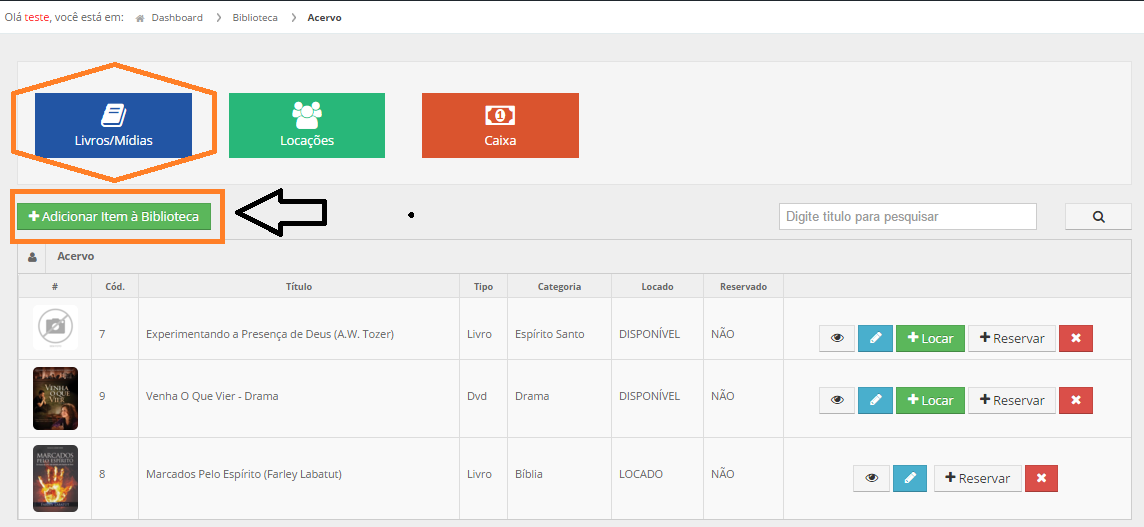 Olá teste, você está em: Dashboard > Biblioteca > Acervo
Livros/Mídias
Locações
Caixa
Adicionar Item à Biblioteca
Digite titulo para pesquisar
Acervo
# Cód. Título Tipo Categoria Locado Reservado
7 Experimentando a Presença de Deus (A.W. Tozer) Livro Espírito Santo DISPONÍVEL NÃO Locar Reservar
VENHA
O QUE
VIER
9 Venha O Que Vier - Drama Dvd Drama DISPONÍVEL NÃO Locar Reservar
MARCADOS
PELO ESPÍRITO
8 Marcados Pelo Espírito (Farley Labatut) Livro Bíblia LOCADO NÃO Reservar